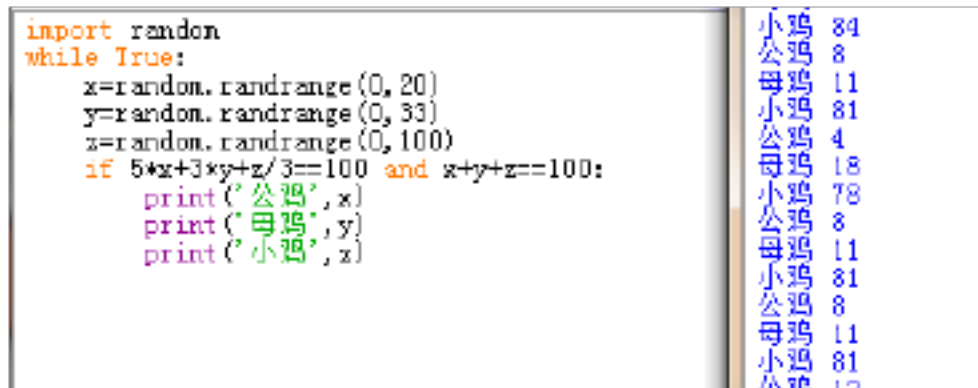 import random
while True:
x=random.randrange(0,20)
y=random.randrange(0,33)
z=random.randrange(0,100)
if 5*x+3*y+z/3==100 and x+y+z==100:
print('公鸡',x)
print('母鸡',y)
print('小鸡',z)
小鸡 84
公鸡 8
母鸡 11
小鸡 81
公鸡 4
母鸡 18
小鸡 78
公鸡 8
母鸡 11
小鸡 81
公鸡 8
母鸡 11
小鸡 81
公鸡 12